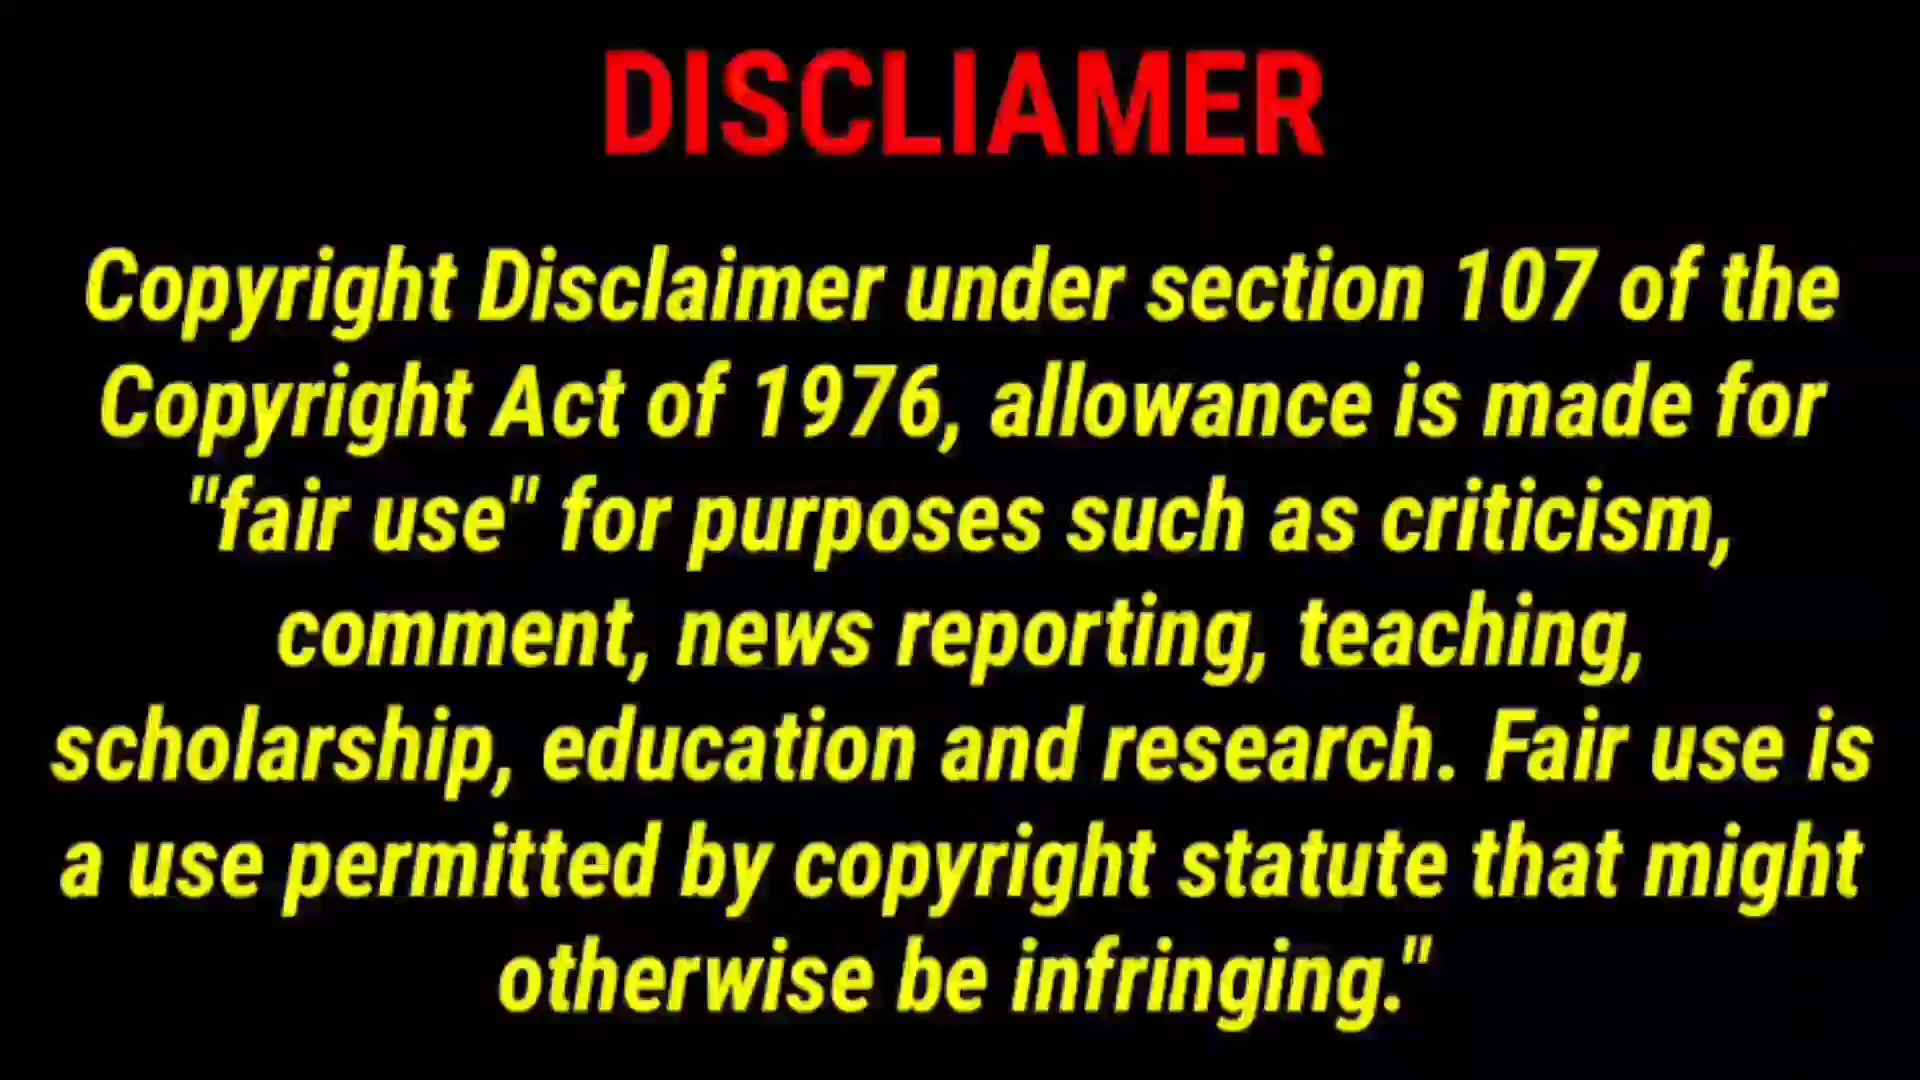 DISCLIAMER
Copyright Disclaimer under section 107 of the
Copyright Act of 1976, allowance is made for
"fair use" for purposes such as criticism,
comment, news reporting, teaching,
scholarship, education and research. Fair use is
a use permitted by copyright statute that might
otherwise be infringing."